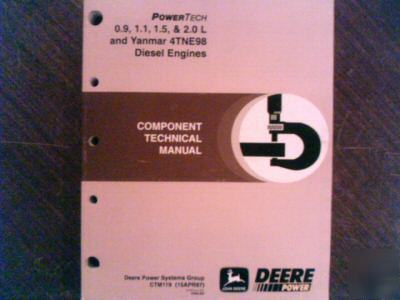 POWERTECH
0.9, 1.1, 1.5, & 2.0 L
and Yanmar 4TNE98
Diesel Engines
COMPONENT
TECHNICAL
MANUAL
Deere Power Systems Group
CTM119 (15APR97)
JOHN DEERE
DEERE
POWER